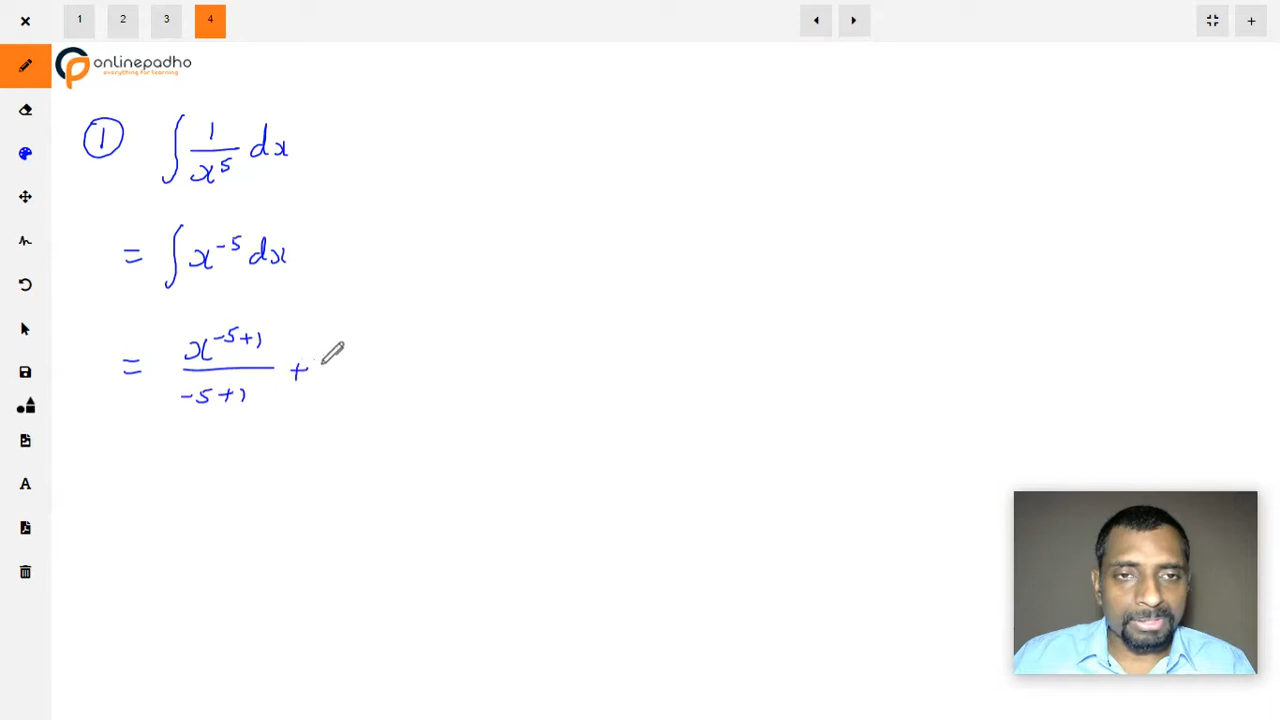 1 2 3 4
onlinepadho
everything for learning
① ∫ 1/x⁵ dx
= ∫ x⁻⁵ dx
= x⁻⁵⁺¹/-5+1 +
A